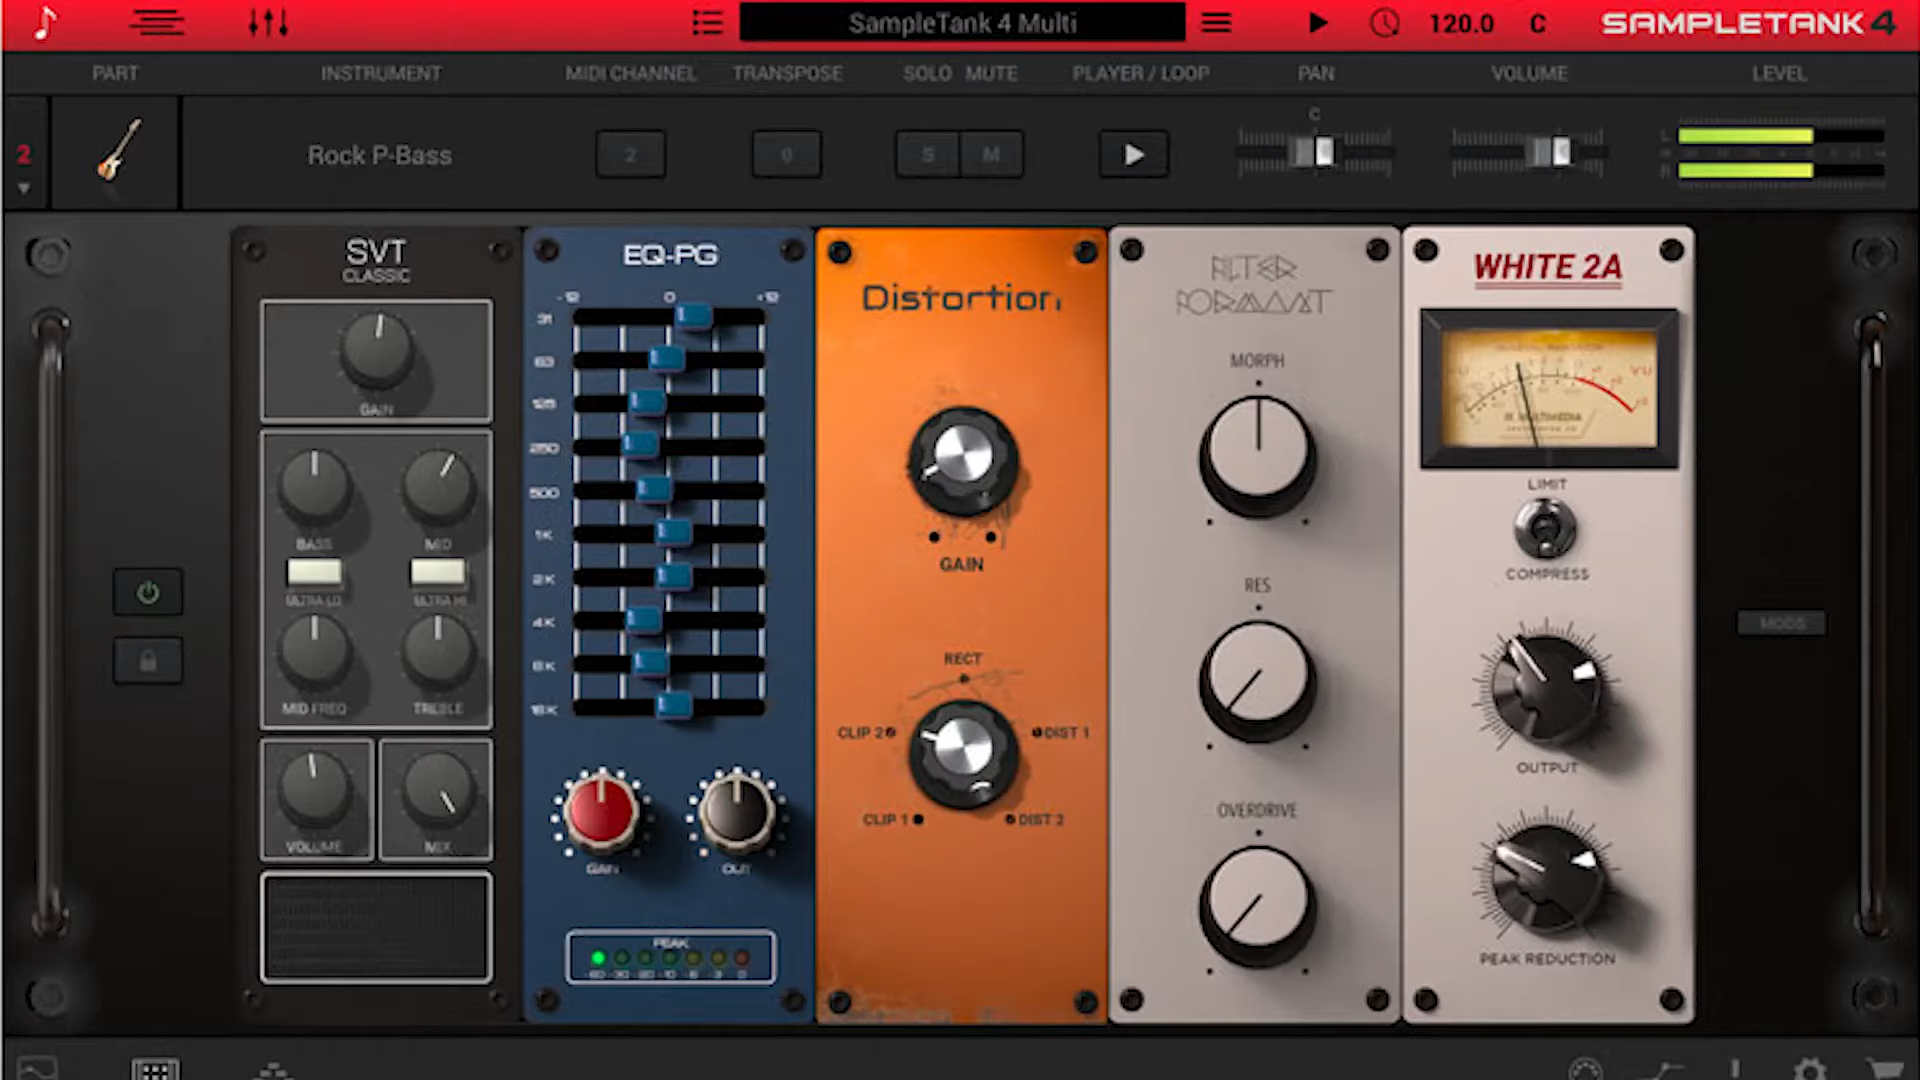 SampleTank 4 Multi
120.0
C
SAMPLETANK 4
PART
INSTRUMENT
MIDI CHANNEL
TRANSPOSE
SOLO
MUTE
PLAYER / LOOP
PAN
VOLUME
LEVEL
2
Rock P-Bass
2
0
S
M
C
L
R
SVT
CLASSIC
GAIN
BASS
MID
ULTRA LO
ULTRA HI
MID FREQ
TREBLE
VOLUME
MIX
EQ-PG
-12
0
+12
31
63
125
250
500
1K
2K
4K
8K
16K
GAIN
OUT
PEAK
Distortion
GAIN
RECT
CLIP 2
DIST 1
CLIP 1
DIST 2
FILTER
FORMANT
MORPH
RES
OVERDRIVE
WHITE 2A
VU
IK MULTIMEDIA
LIMIT
COMPRESS
OUTPUT
PEAK REDUCTION
MODS